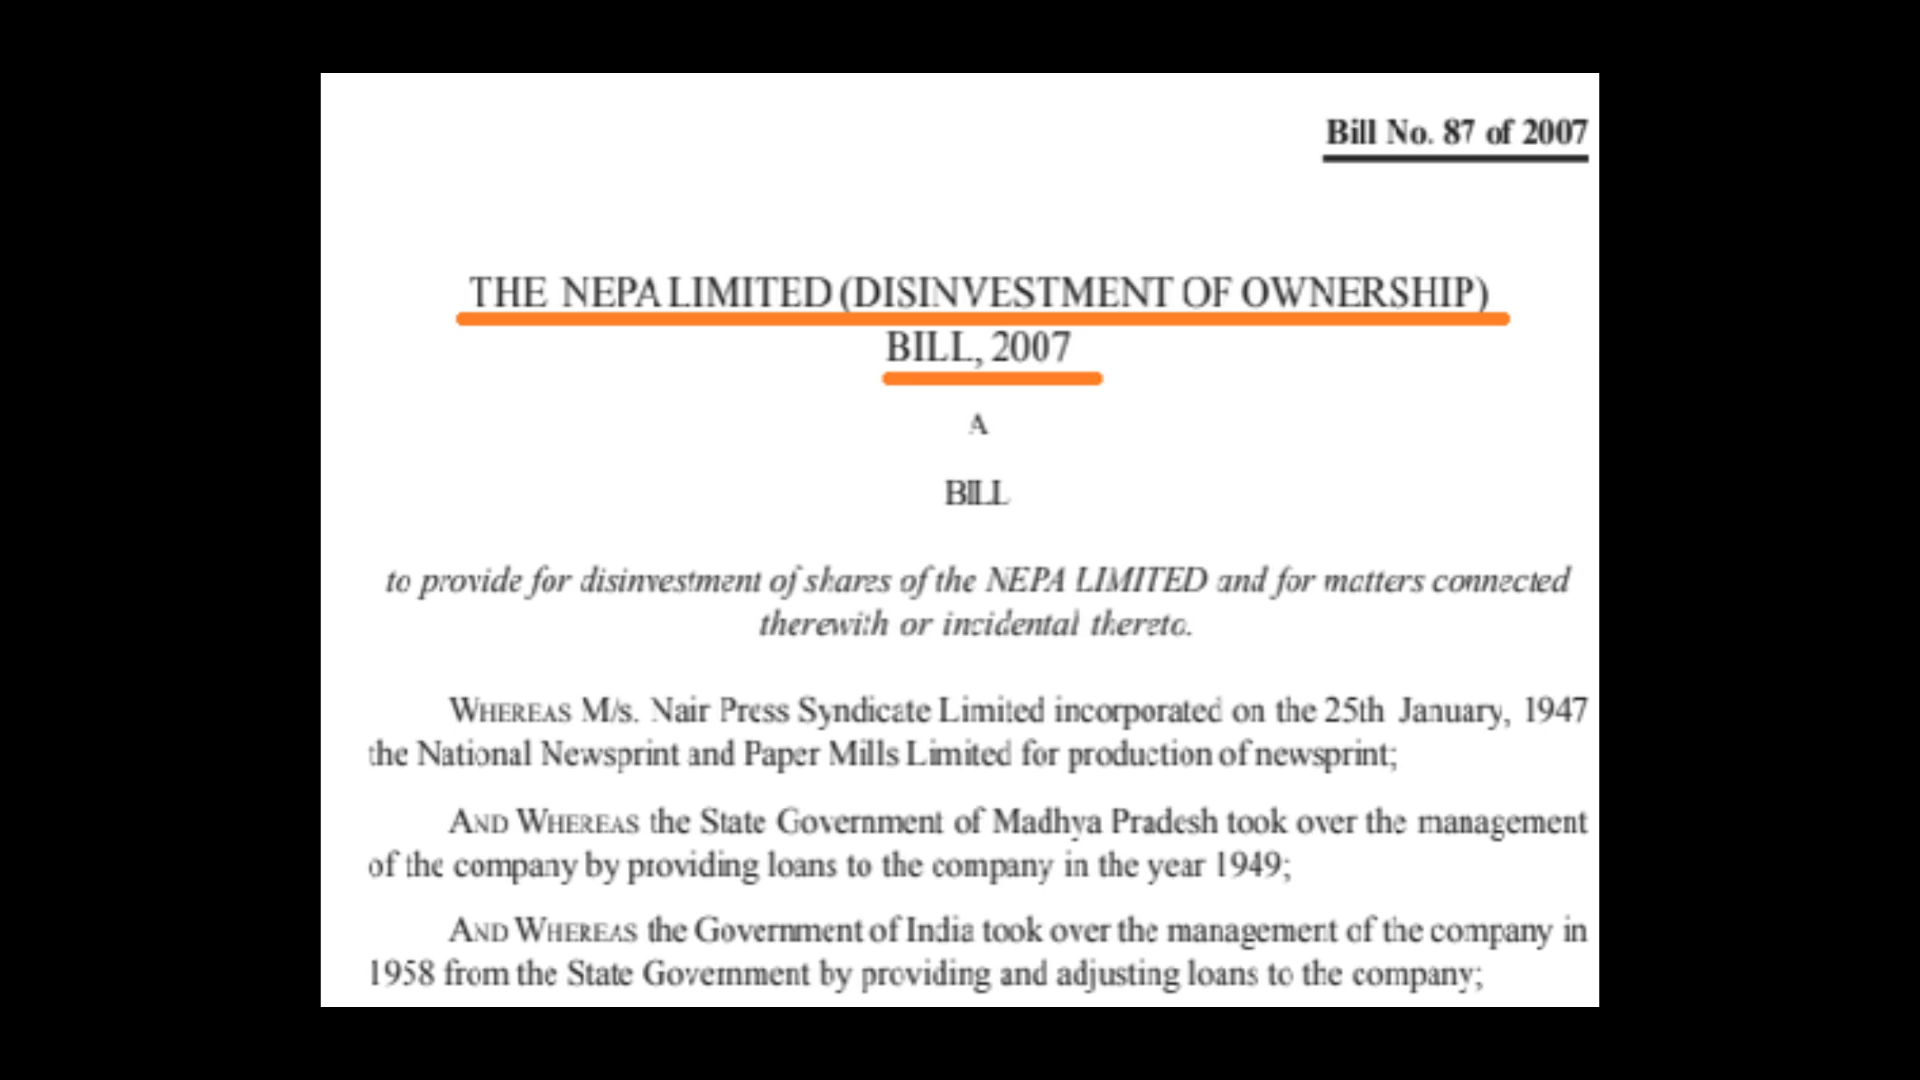 Bill No. 87 of 2007
THE NEPA LIMITED (DISINVESTMENT OF OWNERSHIP)
BILL, 2007
A
BILL
to provide for disinvestment of shares of the NEPA LIMITED and for matters connected
therewith or incidental thereto.
WHEREAS M/s. Nair Press Syndicate Limited incorporated on the 25th January, 1947
the National Newsprint and Paper Mills Limited for production of newsprint;
AND WHEREAS the State Government of Madhya Pradesh took over the management
of the company by providing loans to the company in the year 1949;
AND WHEREAS the Government of India took over the management of the company in
1958 from the State Government by providing and adjusting loans to the company;